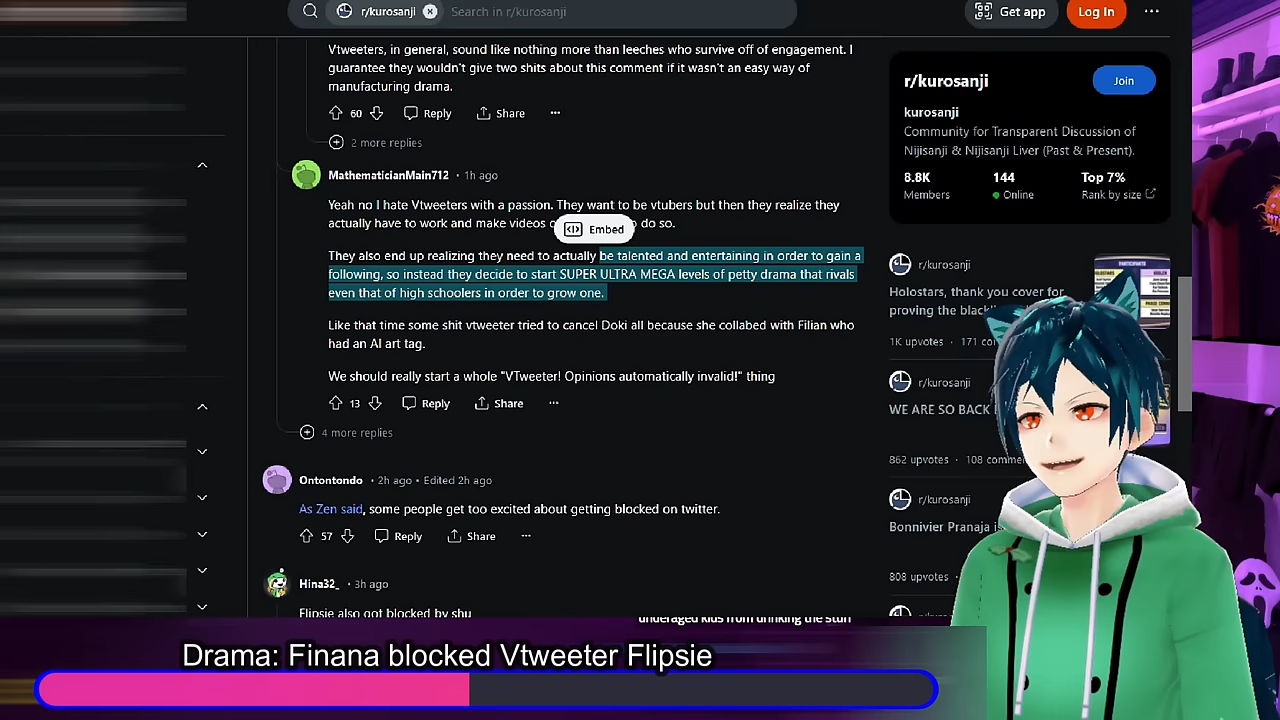 r/kurosanji
Search in r/kurosanji
Get app
Log In
Vtweeters, in general, sound like nothing more than leeches who survive off of engagement. I
guarantee they wouldn't give two shits about this comment if it wasn't an easy way of
manufacturing drama.
60
Reply
Share
2 more replies
MathematicianMain712 • 1h ago
Yeah no I hate Vtweeters with a passion. They want to be vtubers but then they realize they
actually have to work and make videos do so.
Embed
They also end up realizing they need to actually be talented and entertaining in order to gain a
following, so instead they decide to start SUPER ULTRA MEGA levels of petty drama that rivals
even that of high schoolers in order to grow one.
Like that time some shit vtweeter tried to cancel Doki all because she collabed with Filian who
had an AI art tag.
We should really start a whole "VTweeter! Opinions automatically invalid!" thing
13
Reply
Share
4 more replies
Ontontondo • 2h ago • Edited 2h ago
As Zen said, some people get too excited about getting blocked on twitter.
57
Reply
Share
Hina32_ • 3h ago
Flipsie also got blocked by shu
r/kurosanji
Join
kurosanji
Community for Transparent Discussion of
Nijisanji & Nijisanji Liver (Past & Present).
8.8K 144 Top 7%
Members Online Rank by size
r/kurosanji
Holostars, thank you cover for
proving the black
1K upvotes · 171 co
r/kurosanji
WE ARE SO BACK
862 upvotes · 108 comme
r/kurosanji
Bonnivier Pranaja is
808 upvotes ·
underaged kids from drinking the stuff
Drama: Finana blocked Vtweeter Flipsie